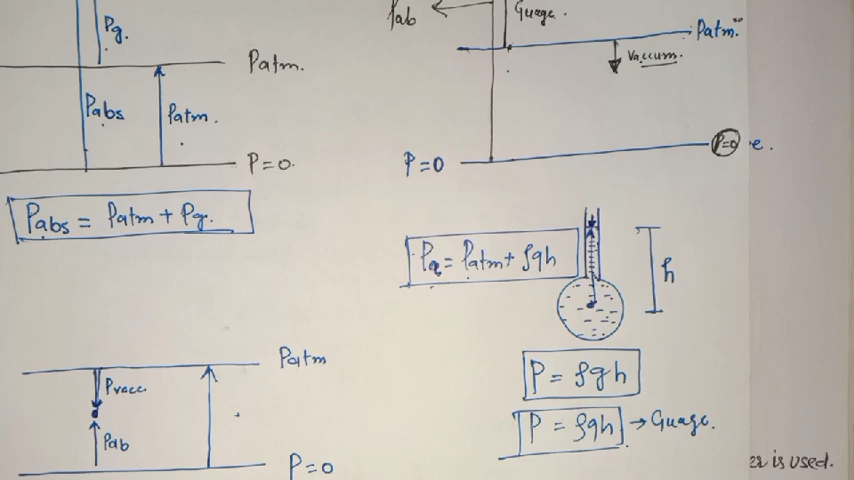 Pg.
Patm.
Pabs
Patm.
P=0.
Pabs = Patm + Pg.
Pab
Guage.
Patm.
Vaccum.
P=0
P=0
e.
Pa = Patm + ρgh
h
P = ρgh
P = ρgh → Guage.
Patm
Pvacc.
Pab
P=0
er is used.